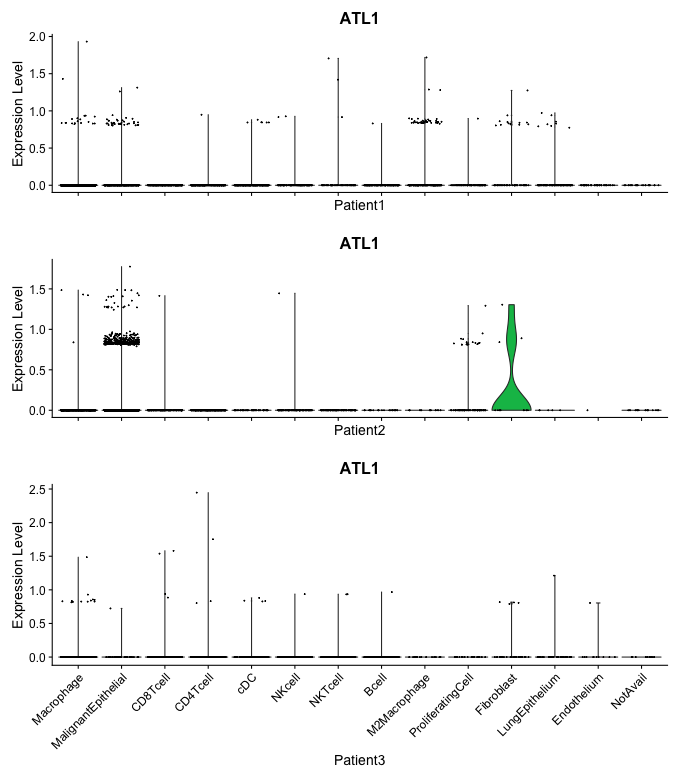 ATL1
Expression Level
2.0
1.5
1.0
0.5
0.0
Patient1
ATL1
Expression Level
1.5
1.0
0.5
0.0
Patient2
ATL1
Expression Level
2.5
2.0
1.5
1.0
0.5
0.0
Macrophage
MalignantEpithelial
CD8Tcell
CD4Tcell
cDC
NKcell
NKTcell
Bcell
M2Macrophage
ProliferatingCell
Fibroblast
LungEpithelium
Endothelium
NotAvail
Patient3